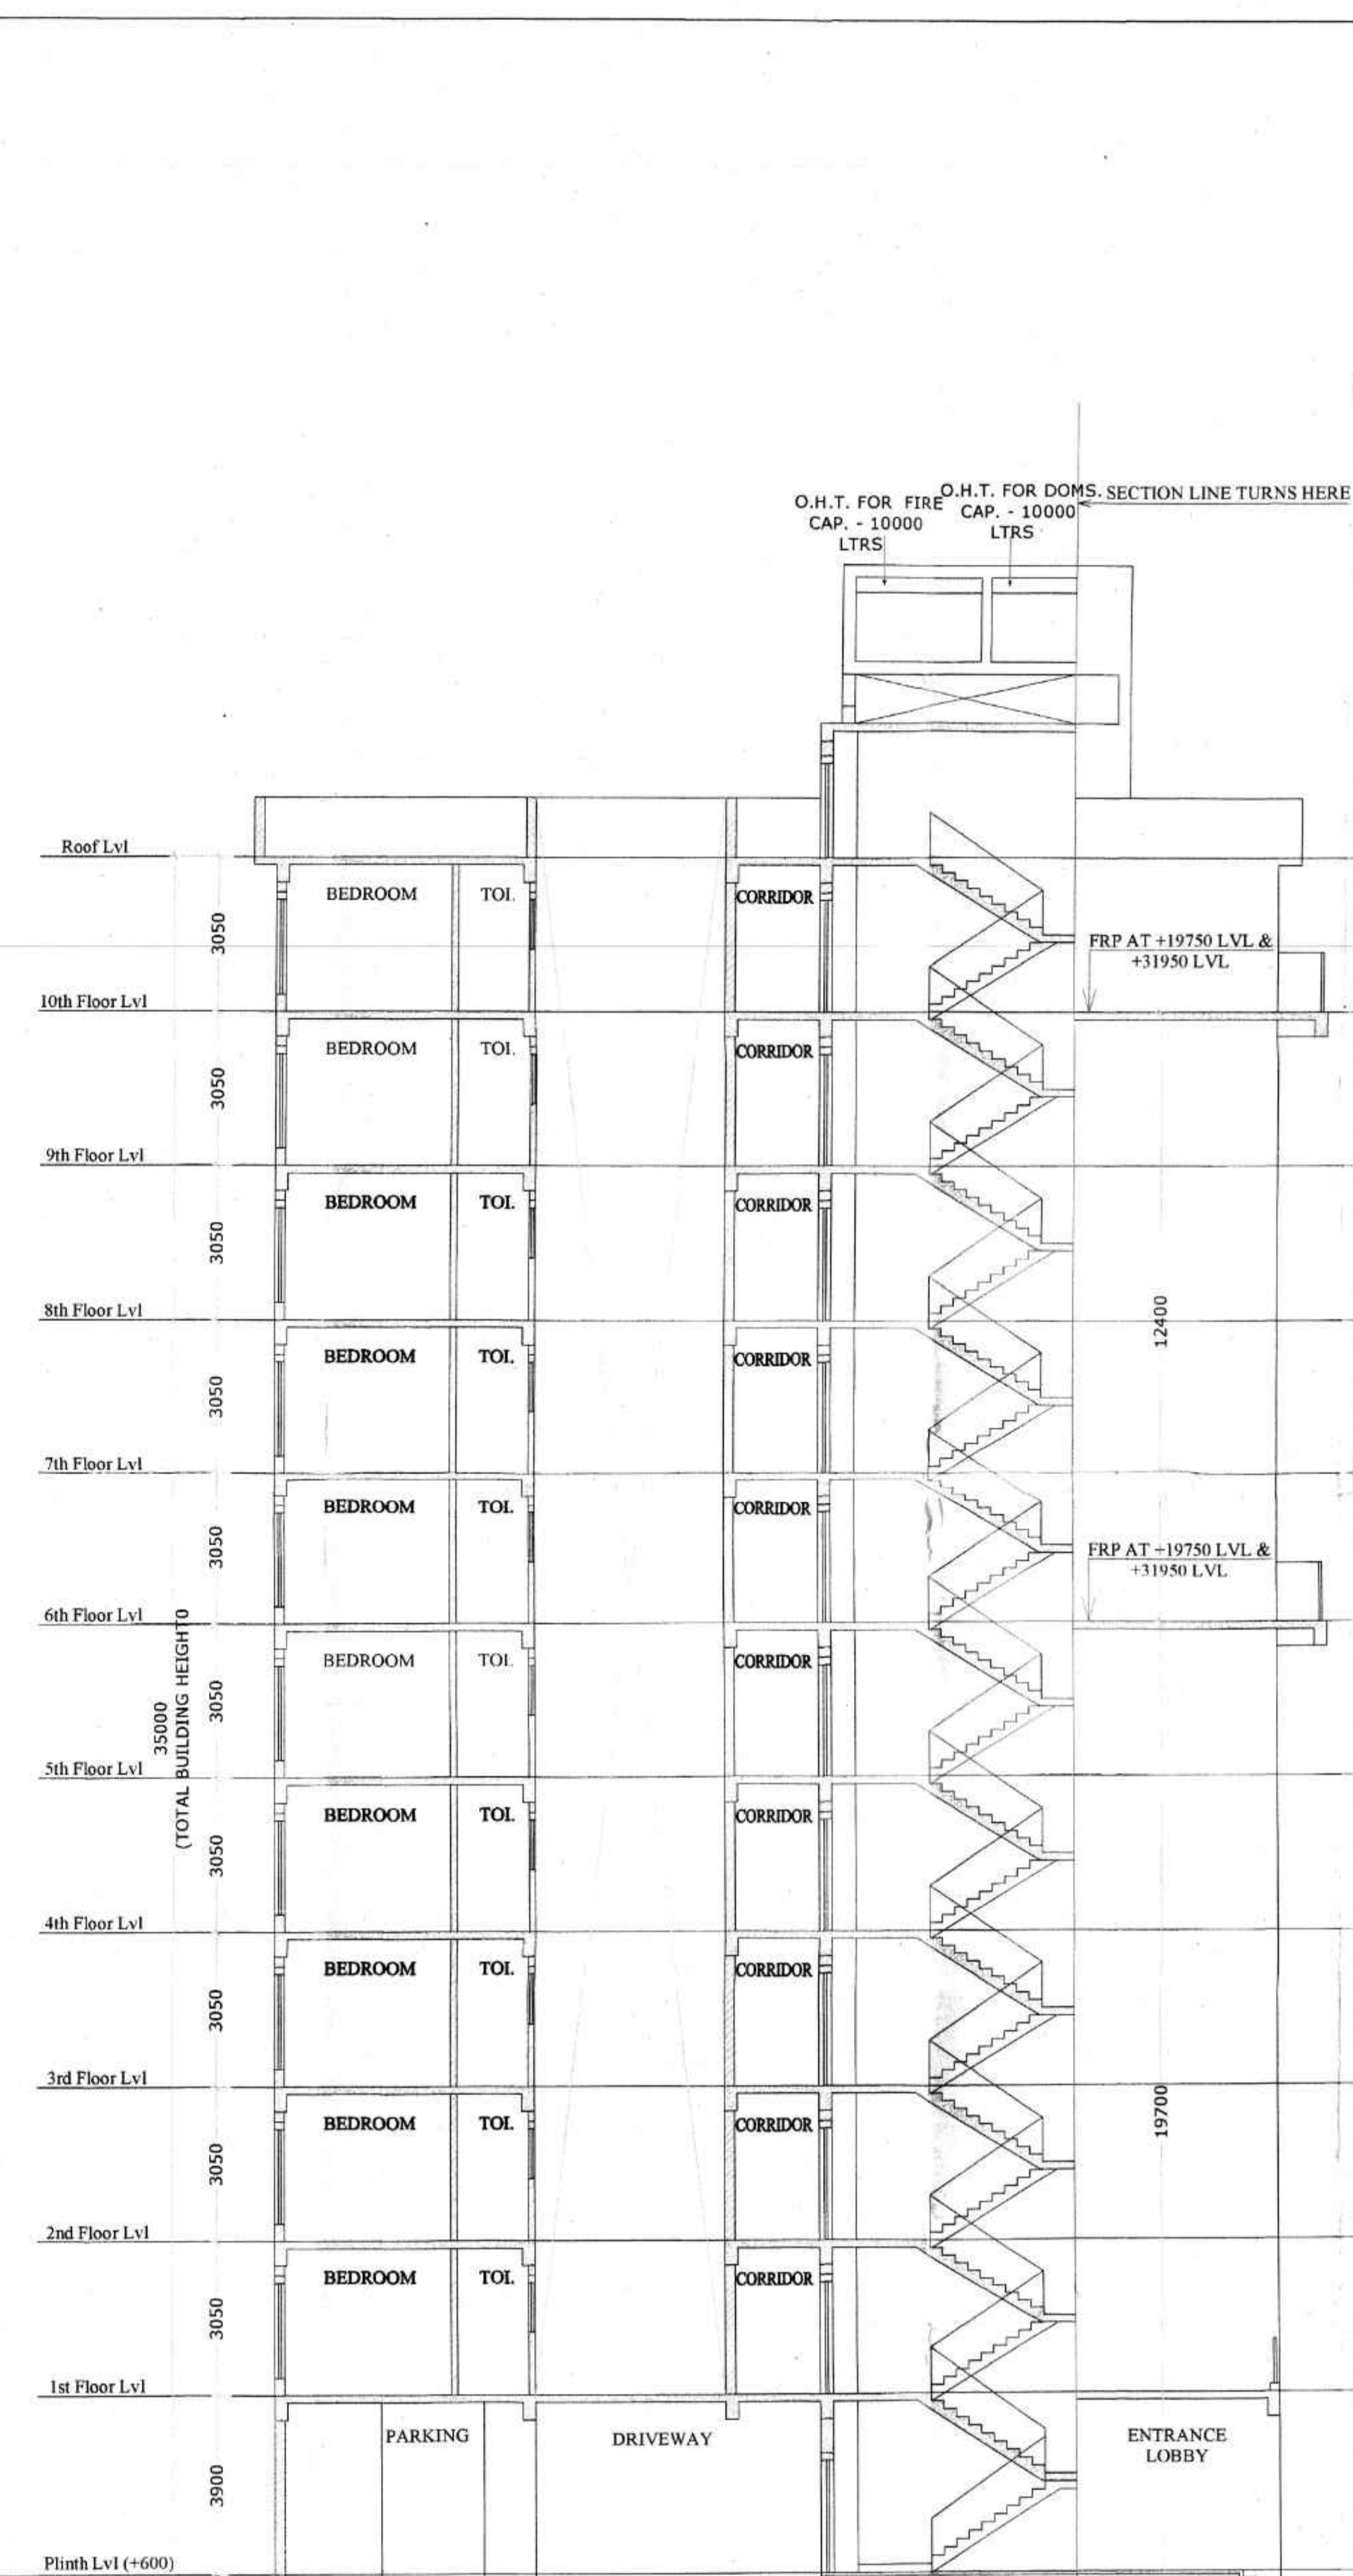 O.H.T. FOR FIRE
CAP. - 10000
LTRS
O.H.T. FOR DOMS.
CAP. - 10000
LTRS
SECTION LINE TURNS HERE
Roof Lvl
BEDROOM
TOI.
CORRIDOR
3050
FRP AT +19750 LVL &
+31950 LVL
10th Floor Lvl
BEDROOM
TOI.
CORRIDOR
3050
9th Floor Lvl
BEDROOM
TOI.
CORRIDOR
3050
8th Floor Lvl
12400
BEDROOM
TOI.
CORRIDOR
3050
7th Floor Lvl
BEDROOM
TOI.
CORRIDOR
3050
FRP AT +19750 LVL &
+31950 LVL
6th Floor Lvl
BEDROOM
TOI.
CORRIDOR
3050
35000
(TOTAL BUILDING HEIGHT0
5th Floor Lvl
BEDROOM
TOI.
CORRIDOR
3050
4th Floor Lvl
BEDROOM
TOI.
CORRIDOR
3050
3rd Floor Lvl
19700
BEDROOM
TOI.
CORRIDOR
3050
2nd Floor Lvl
BEDROOM
TOI.
CORRIDOR
3050
1st Floor Lvl
PARKING
DRIVEWAY
ENTRANCE
LOBBY
3900
Plinth Lvl (+600)